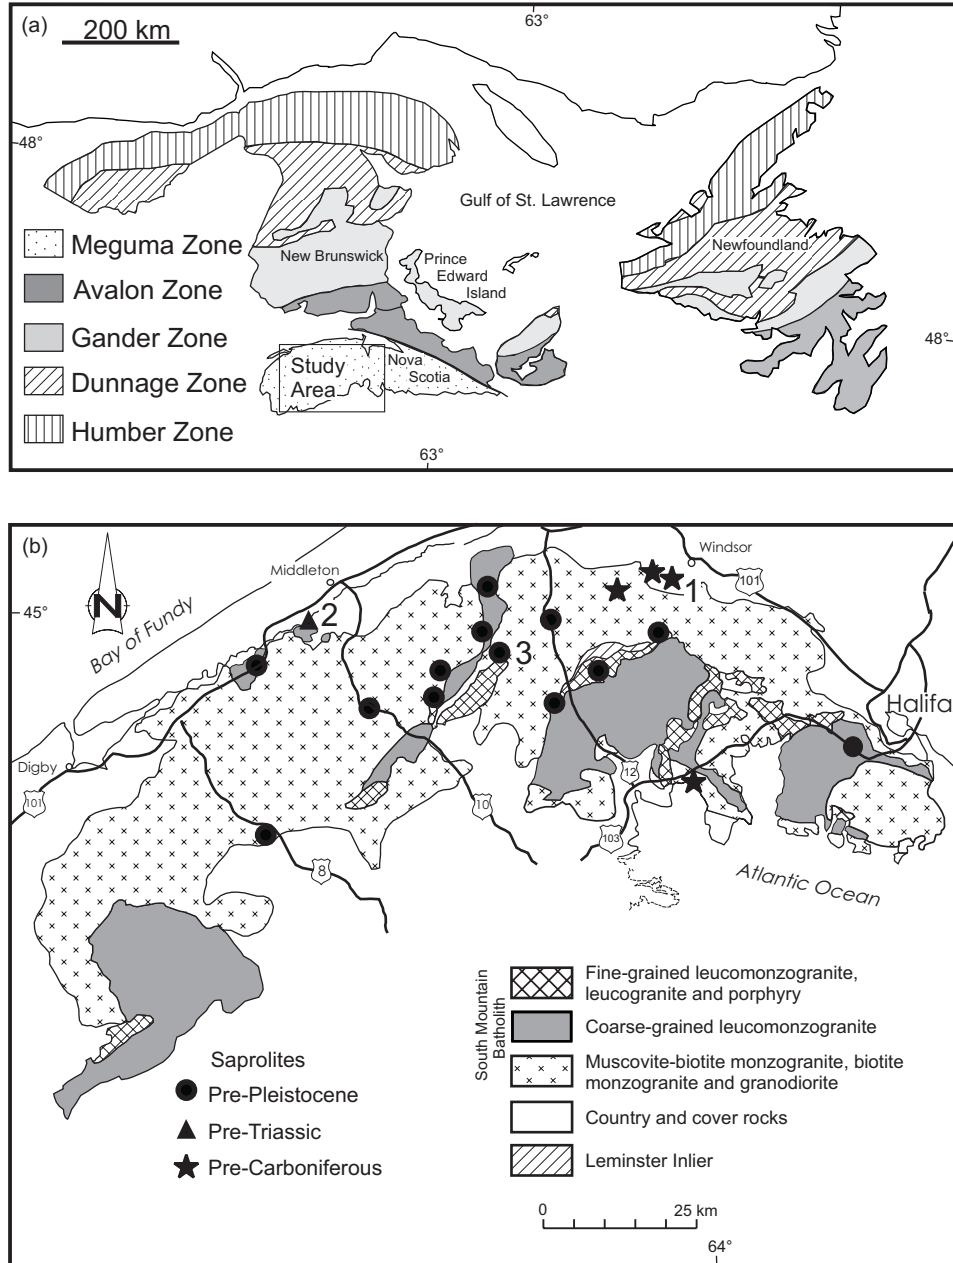 (a)
200 km
63°
48°
Gulf of St. Lawrence
Newfoundland
New Brunswick
Prince
Edward
Island
Meguma Zone
Avalon Zone
Gander Zone
Dunnage Zone
Humber Zone
Study
Area
Nova
Scotia
48°
63°
(b)
N
45°
Bay of Fundy
Middleton
Windsor
101
1
2
3
Halifa
Digby
101
12
10
103
8
Atlantic Ocean
South Mountain
Batholith
Fine-grained leucomonzogranite,
leucogranite and porphyry
Coarse-grained leucomonzogranite
Muscovite-biotite monzogranite, biotite
monzogranite and granodiorite
Country and cover rocks
Leminster Inlier
Saprolites
Pre-Pleistocene
Pre-Triassic
Pre-Carboniferous
0 25 km
64°